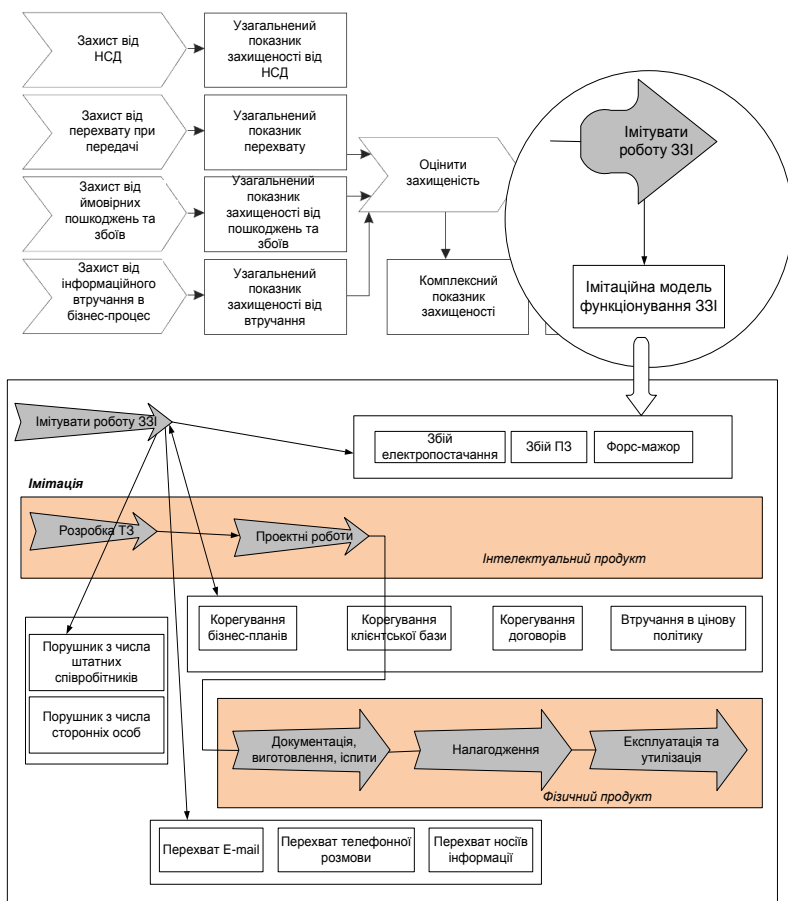 Захист від
НСД
Узагальнений
показник
захищеності від
НСД
Захист від
перехвату при
передачі
Узагальнений
показник
перехвату
Захист від
ймовірних
пошкоджень та
збоїв
Узагальнений
показник
захищеності від
пошкоджень та
збоїв
Захист від
інформаційного
втручання в
бізнес-процес
Узагальнений
показник
захищеності від
втручання
Оцінити
захищеність
Комплексний
показник
захищеності
Імітувати
роботу ЗЗІ
Імітаційна модель
функціонування ЗЗІ
Імітувати роботу ЗЗІ
Збій
електропостачання
Збій ПЗ
Форс-мажор
Імітація
Розробка ТЗ
Проектні роботи
Інтелектуальний продукт
Корегування
бізнес-планів
Корегування
клієнтської бази
Корегування
договорів
Втручання в цінову
політику
Порушник з числа
штатних
співробітників
Порушник з числа
сторонніх осіб
Документація,
виготовлення, іспити
Налагодження
Експлуатація та
утилізація
Фізичний продукт
Перехват E-mail
Перехват телефонної
розмови
Перехват носіїв
інформації